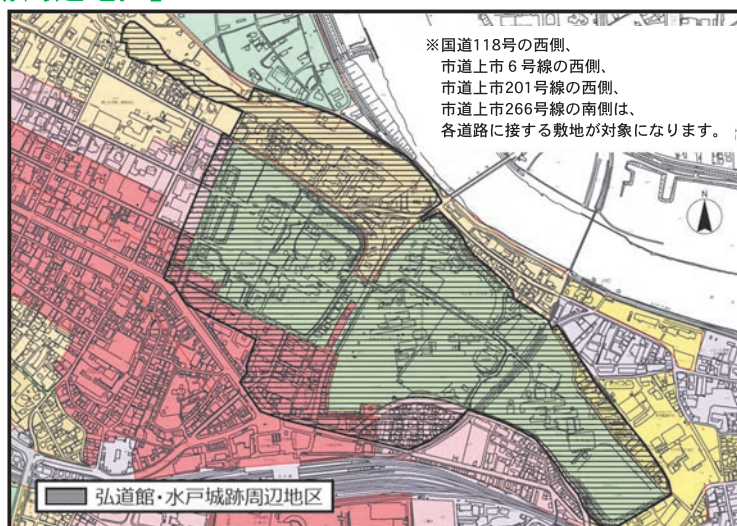 ※国道118号の西側、
市道上市6号線の西側、
市道上市201号線の西側、
市道上市266号線の南側は、
各道路に接する敷地が対象になります。
N
弘道館・水戸城跡周辺地区